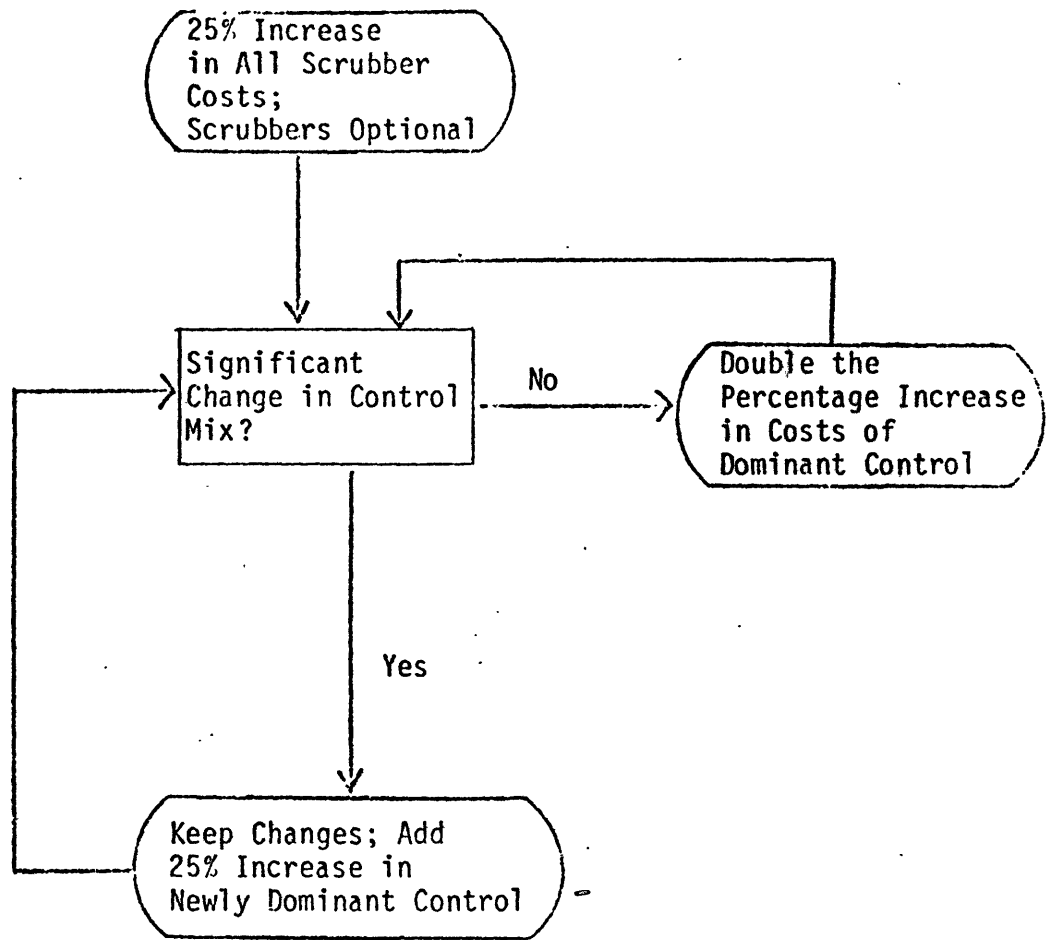 25% Increase
in All Scrubber
Costs;
Scrubbers Optional
Significant
Change in Control
Mix?
No
Double the
Percentage Increase
in Costs of
Dominant Control
Yes
Keep Changes; Add
25% Increase in
Newly Dominant Control